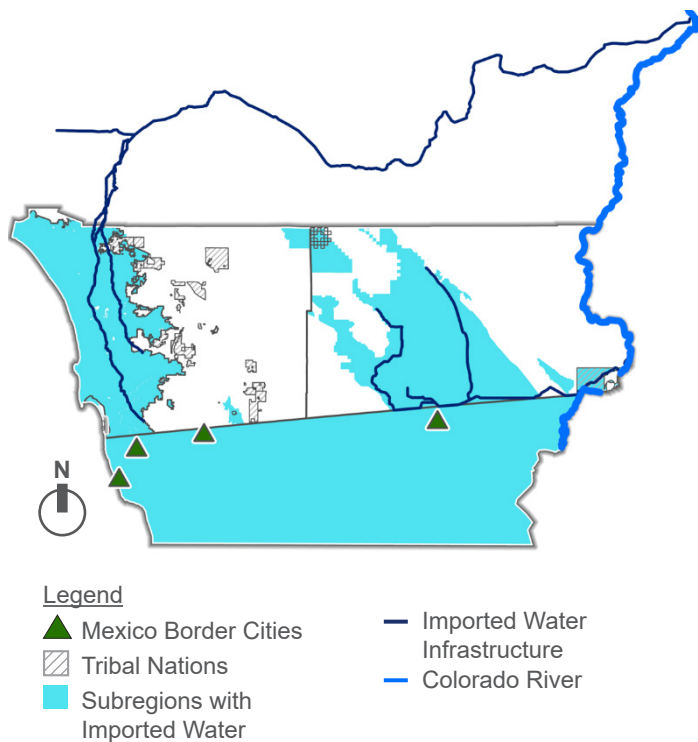 N
Legend
Mexico Border Cities
Tribal Nations
Subregions with
Imported Water
Imported Water
Infrastructure
Colorado River